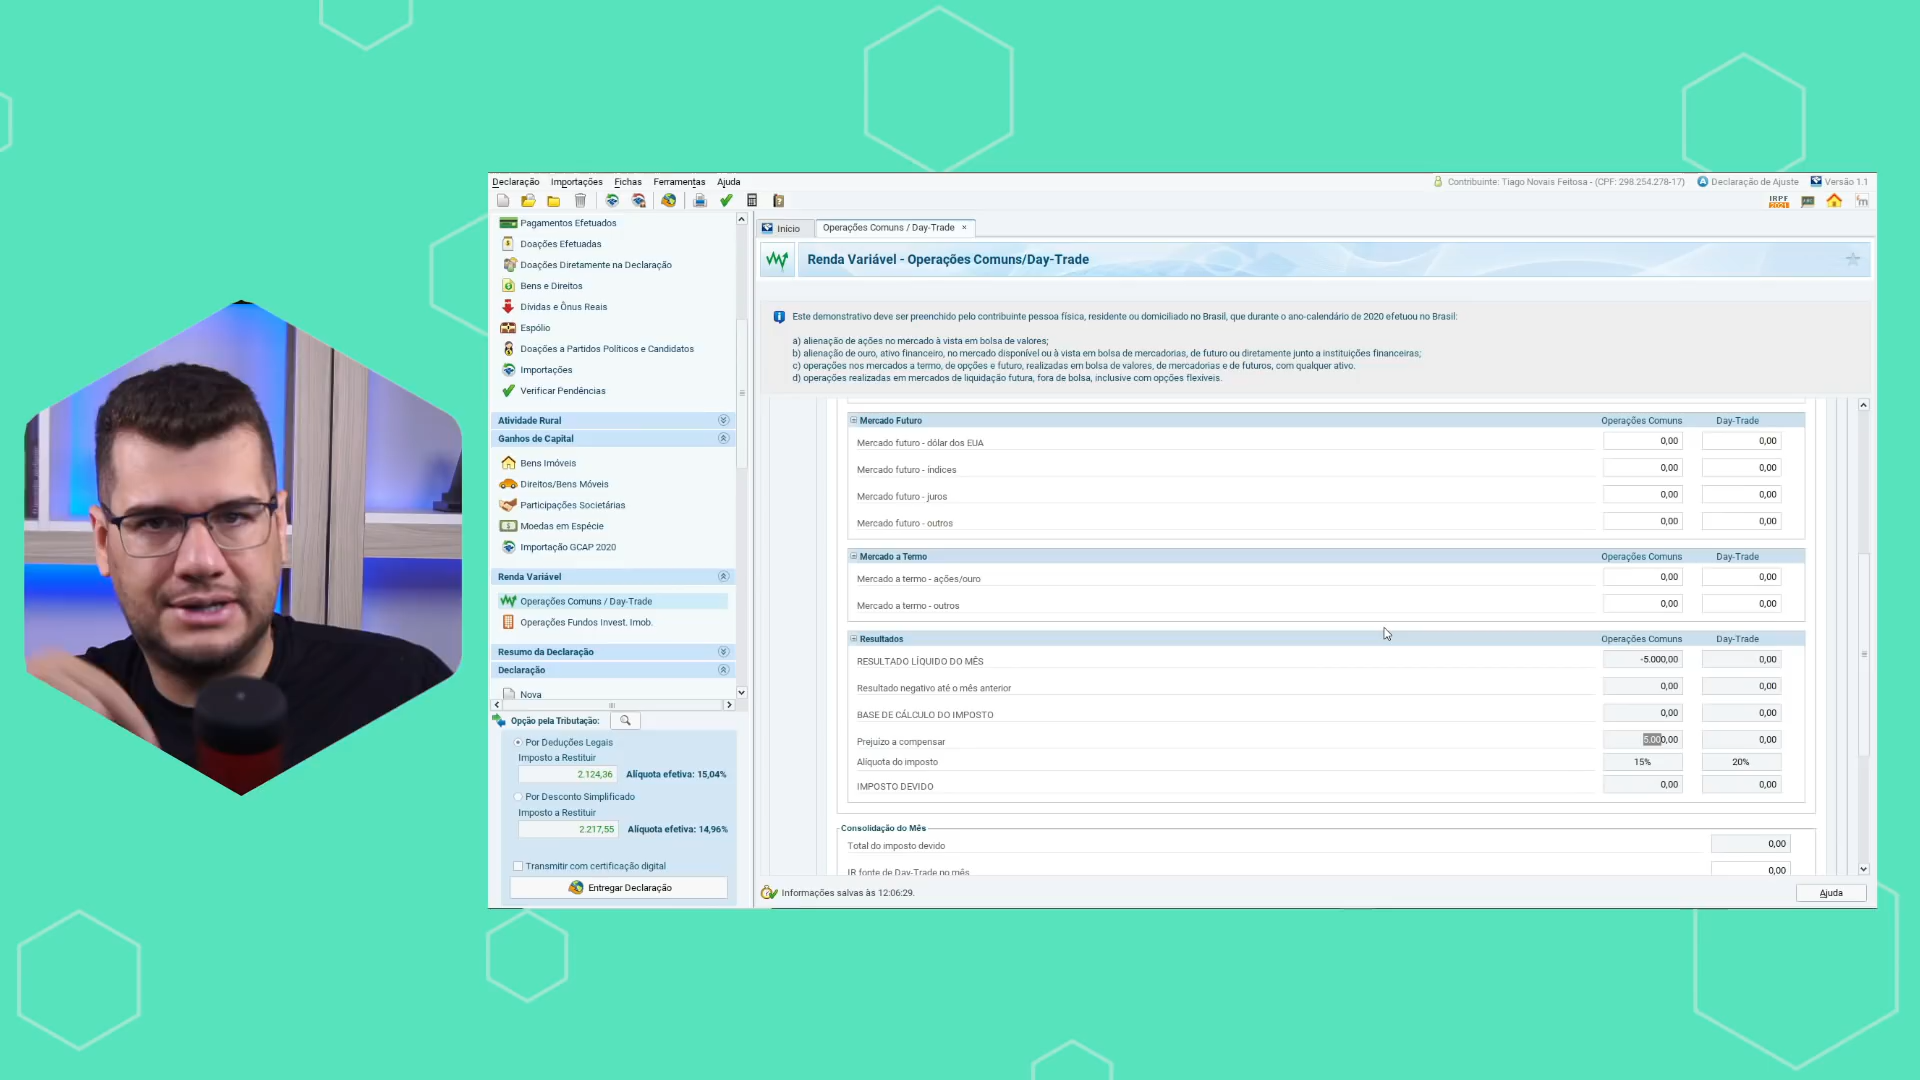 Declaração Importações Fichas Ferramentas Ajuda
Contribuinte: Tiago Novais Feitosa - (CPF: 298.254.278-17) Declaração de Ajuste Versão 1.1
IRPF
2021
Pagamentos Efetuados
Doações Efetuadas
Doações Diretamente na Declaração
Bens e Direitos
Dívidas e Ônus Reais
Espólio
Doações a Partidos Políticos e Candidatos
Importações
Verificar Pendências
Atividade Rural
Ganhos de Capital
Bens Imóveis
Direitos/Bens Móveis
Participações Societárias
Moedas em Espécie
Importação GCAP 2020
Renda Variável
Operações Comuns / Day-Trade
Operações Fundos Invest. Imob.
Resumo da Declaração
Declaração
Nova
Opção pela Tributação:
Por Deduções Legais
Imposto a Restituir
2.124,36 Alíquota efetiva: 15,04%
Por Desconto Simplificado
Imposto a Restituir
2.217,55 Alíquota efetiva: 14,96%
Transmitir com certificação digital
Entregar Declaração
Início Operações Comuns / Day-Trade ×
Renda Variável - Operações Comuns/Day-Trade
Este demonstrativo deve ser preenchido pelo contribuinte pessoa física, residente ou domiciliado no Brasil, que durante o ano-calendário de 2020 efetuou no Brasil:
a) alienação de ações no mercado à vista em bolsa de valores;
b) alienação de ouro, ativo financeiro, no mercado disponível ou à vista em bolsa de mercadorias, de futuro ou diretamente junto a instituições financeiras;
c) operações nos mercados a termo, de opções e futuro, realizadas em bolsa de valores, de mercadorias e de futuros, com qualquer ativo.
d) operações realizadas em mercados de liquidação futura, fora de bolsa, inclusive com opções flexíveis.
Mercado Futuro Operações Comuns Day-Trade
Mercado futuro - dólar dos EUA 0,00 0,00
Mercado futuro - índices 0,00 0,00
Mercado futuro - juros 0,00 0,00
Mercado futuro - outros 0,00 0,00
Mercado a Termo Operações Comuns Day-Trade
Mercado a termo - ações/ouro 0,00 0,00
Mercado a termo - outros 0,00 0,00
Resultados Operações Comuns Day-Trade
RESULTADO LÍQUIDO DO MÊS -5.000,00 0,00
Resultado negativo até o mês anterior 0,00 0,00
BASE DE CÁLCULO DO IMPOSTO 0,00 0,00
Prejuízo a compensar 5.000,00 0,00
Alíquota do imposto 15% 20%
IMPOSTO DEVIDO 0,00 0,00
Consolidação do Mês
Total do imposto devido 0,00
IR fonte de Day-Trade no mês 0,00
Informações salvas às 12:06:29.
Ajuda